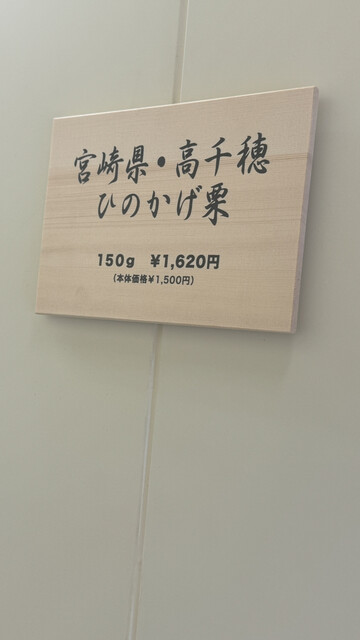 宮崎県・高千穂
ひのかげ栗
150g ¥1,620円
(本体価格¥1,500円)